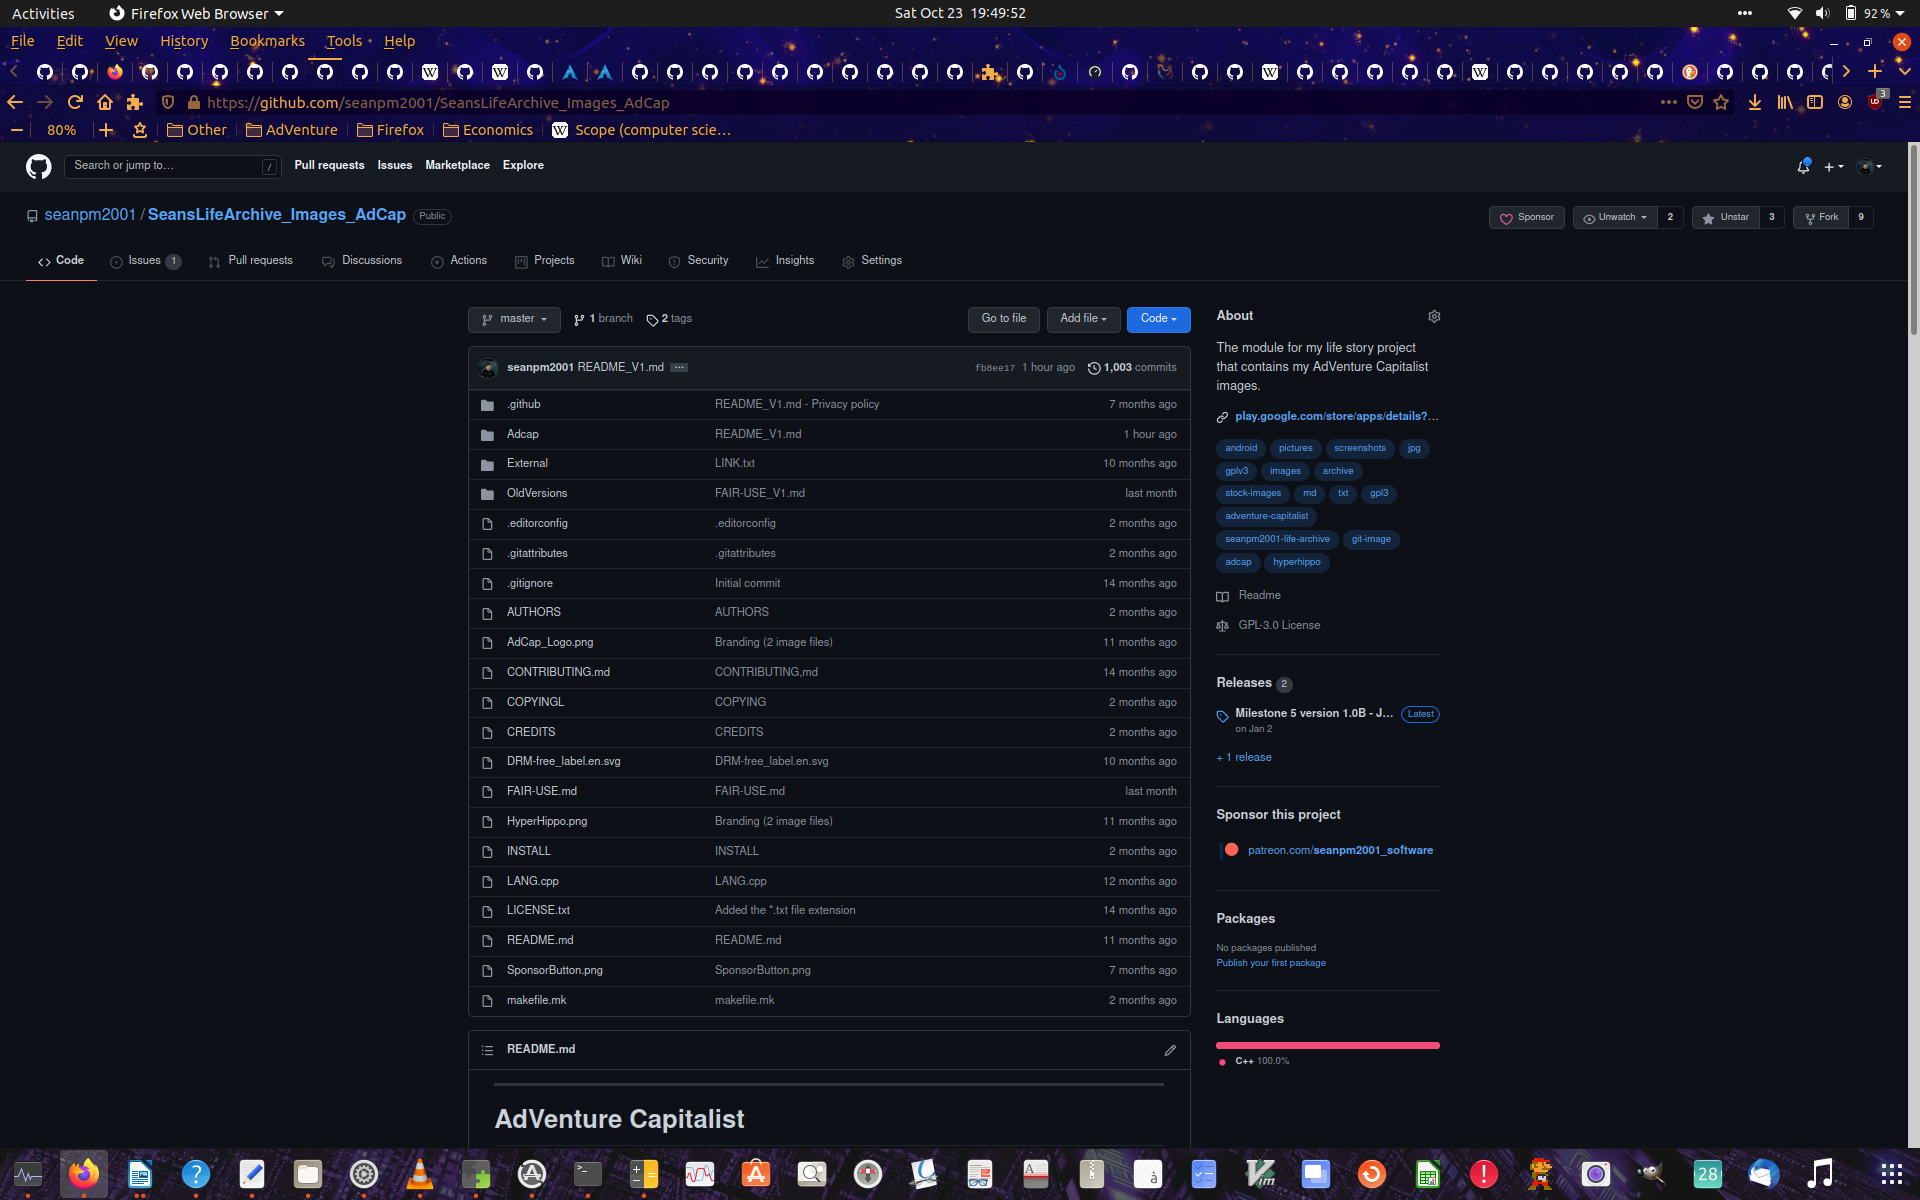 Activities Firefox Web Browser Sat Oct 23 19:49:52 92 %
File Edit View History Bookmarks Tools Help
https://github.com/seanpm2001/SeansLifeArchive_Images_AdCap 3
80% Other AdVenture Firefox Economics Scope (computer scie…
Search or jump to… / Pull requests Issues Marketplace Explore
seanpm2001 / SeansLifeArchive_Images_AdCap Public Sponsor Unwatch 2 Unstar 3 Fork 9
Code Issues 1 Pull requests Discussions Actions Projects Wiki Security Insights Settings
master 1 branch 2 tags Go to file Add file Code
seanpm2001 README_V1.md fb8ee17 1 hour ago 1,003 commits
.github README_V1.md - Privacy policy 7 months ago
Adcap README_V1.md 1 hour ago
External LINK.txt 10 months ago
OldVersions FAIR-USE_V1.md last month
.editorconfig .editorconfig 2 months ago
.gitattributes .gitattributes 2 months ago
.gitignore Initial commit 14 months ago
AUTHORS AUTHORS 2 months ago
AdCap_Logo.png Branding (2 image files) 11 months ago
CONTRIBUTING.md CONTRIBUTING,md 14 months ago
COPYINGL COPYING 2 months ago
CREDITS CREDITS 2 months ago
DRM-free_label.en.svg DRM-free_label.en.svg 10 months ago
FAIR-USE.md FAIR-USE.md last month
HyperHippo.png Branding (2 image files) 11 months ago
INSTALL INSTALL 2 months ago
LANG.cpp LANG.cpp 12 months ago
LICENSE.txt Added the *.txt file extension 14 months ago
README.md README.md 11 months ago
SponsorButton.png SponsorButton.png 7 months ago
makefile.mk makefile.mk 2 months ago
README.md
AdVenture Capitalist
About
The module for my life story project
that contains my AdVenture Capitalist
images.
play.google.com/store/apps/details?…
android pictures screenshots jpg
gplv3 images archive
stock-images md txt gpl3
adventure-capitalist
seanpm2001-life-archive git-image
adcap hyperhippo
Readme
GPL-3.0 License
Releases 2
Milestone 5 version 1.0B - J… Latest
on Jan 2
+ 1 release
Sponsor this project
patreon.com/seanpm2001_software
Packages
No packages published
Publish your first package
Languages
C++ 100.0%
28